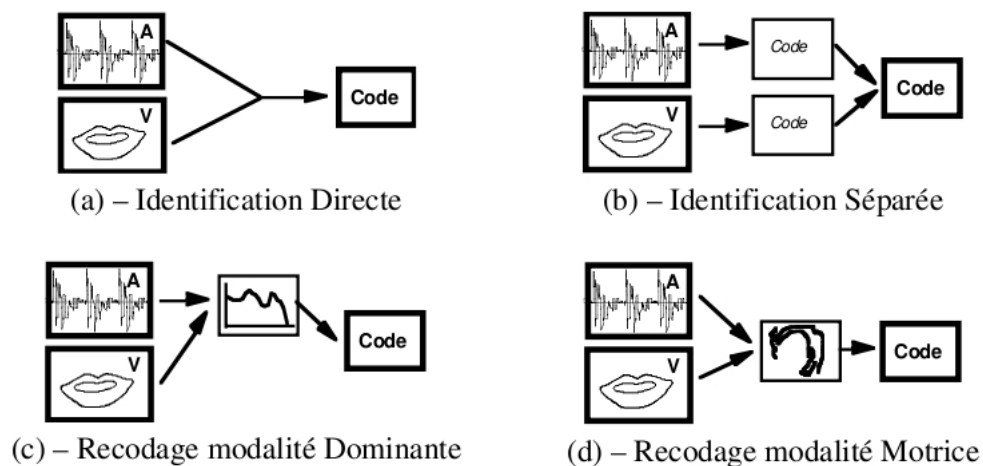 A
V
Code
(a) – Identification Directe
A
V
Code
Code
Code
(b) – Identification Séparée
A
V
Code
(c) – Recodage modalité Dominante
A
V
Code
(d) – Recodage modalité Motrice